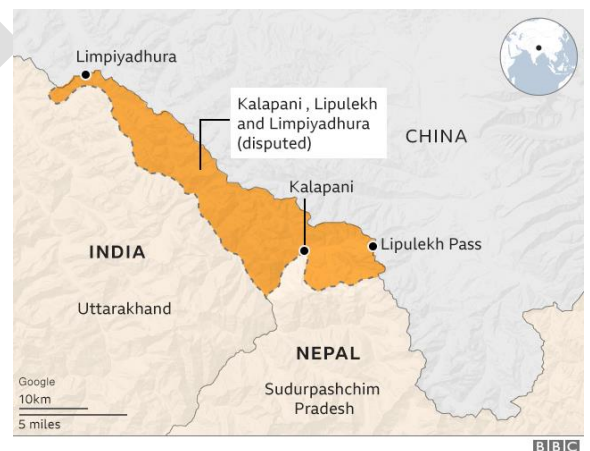 Limpiyadhura
Kalapani , Lipulekh
and Limpiyadhura
(disputed)
CHINA
Kalapani
Lipulekh Pass
INDIA
Uttarakhand
NEPAL
Sudurpashchim
Pradesh
Google
10km
5 miles
BBC